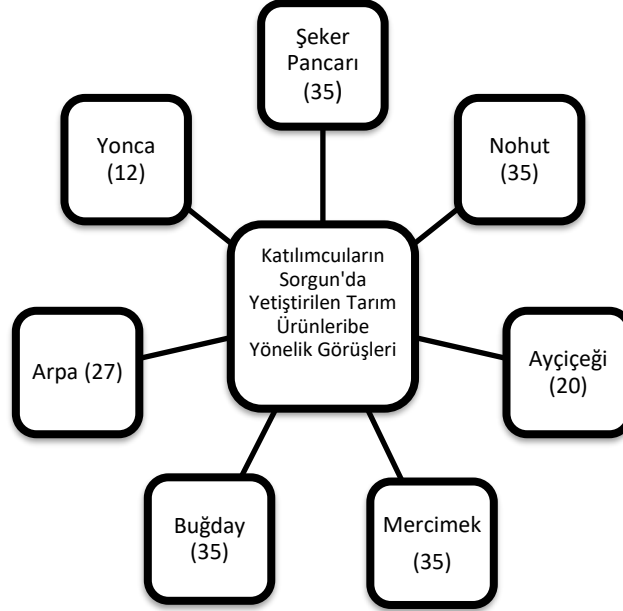 Şeker
Pancarı
(35)
Nohut
(35)
Ayçiçeği
(20)
Mercimek
(35)
Buğday
(35)
Arpa (27)
Yonca
(12)
Katılımcuıların
Sorgun'da
Yetiştirilen Tarım
Ürünleribe
Yönelik Görüşleri